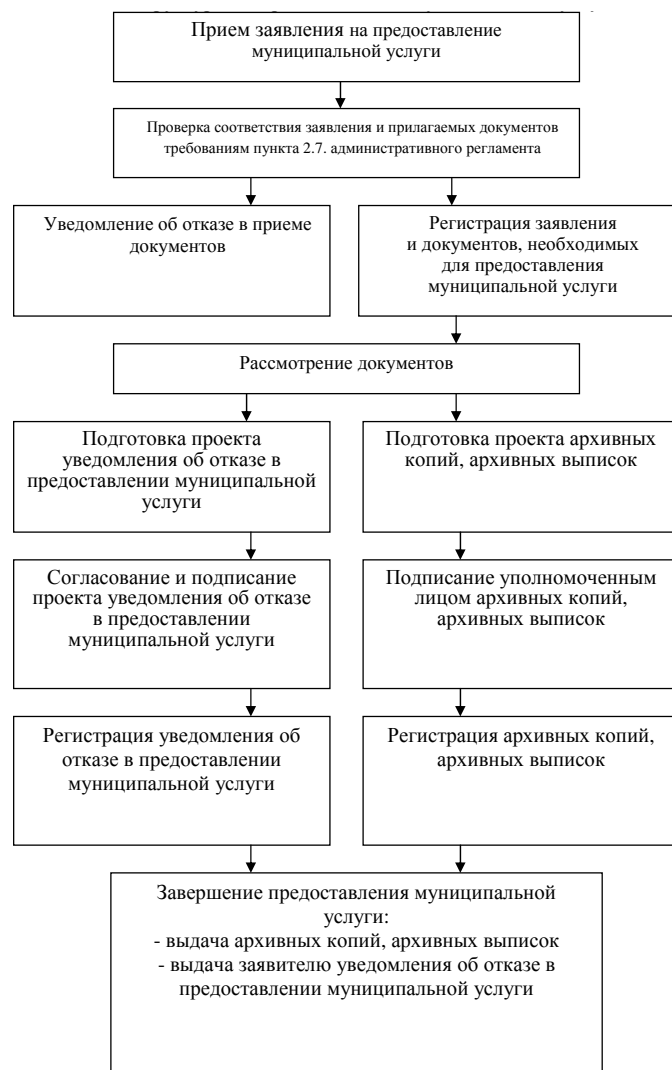 Прием заявления на предоставление
муниципальной услуги
Проверка соответствия заявления и прилагаемых документов
требованиям пункта 2.7. административного регламента
Уведомление об отказе в приеме
документов
Регистрация заявления
и документов, необходимых
для предоставления
муниципальной услуги
Рассмотрение документов
Подготовка проекта
уведомления об отказе в
предоставлении муниципальной
услуги
Подготовка проекта архивных
копий, архивных выписок
Согласование и подписание
проекта уведомления об отказе
в предоставлении
муниципальной услуги
Подписание уполномоченным
лицом архивных копий,
архивных выписок
Регистрация уведомления об
отказе в предоставлении
муниципальной услуги
Регистрация архивных копий,
архивных выписок
Завершение предоставления муниципальной
услуги:
- выдача архивных копий, архивных выписок
- выдача заявителю уведомления об отказе в
предоставлении муниципальной услуги